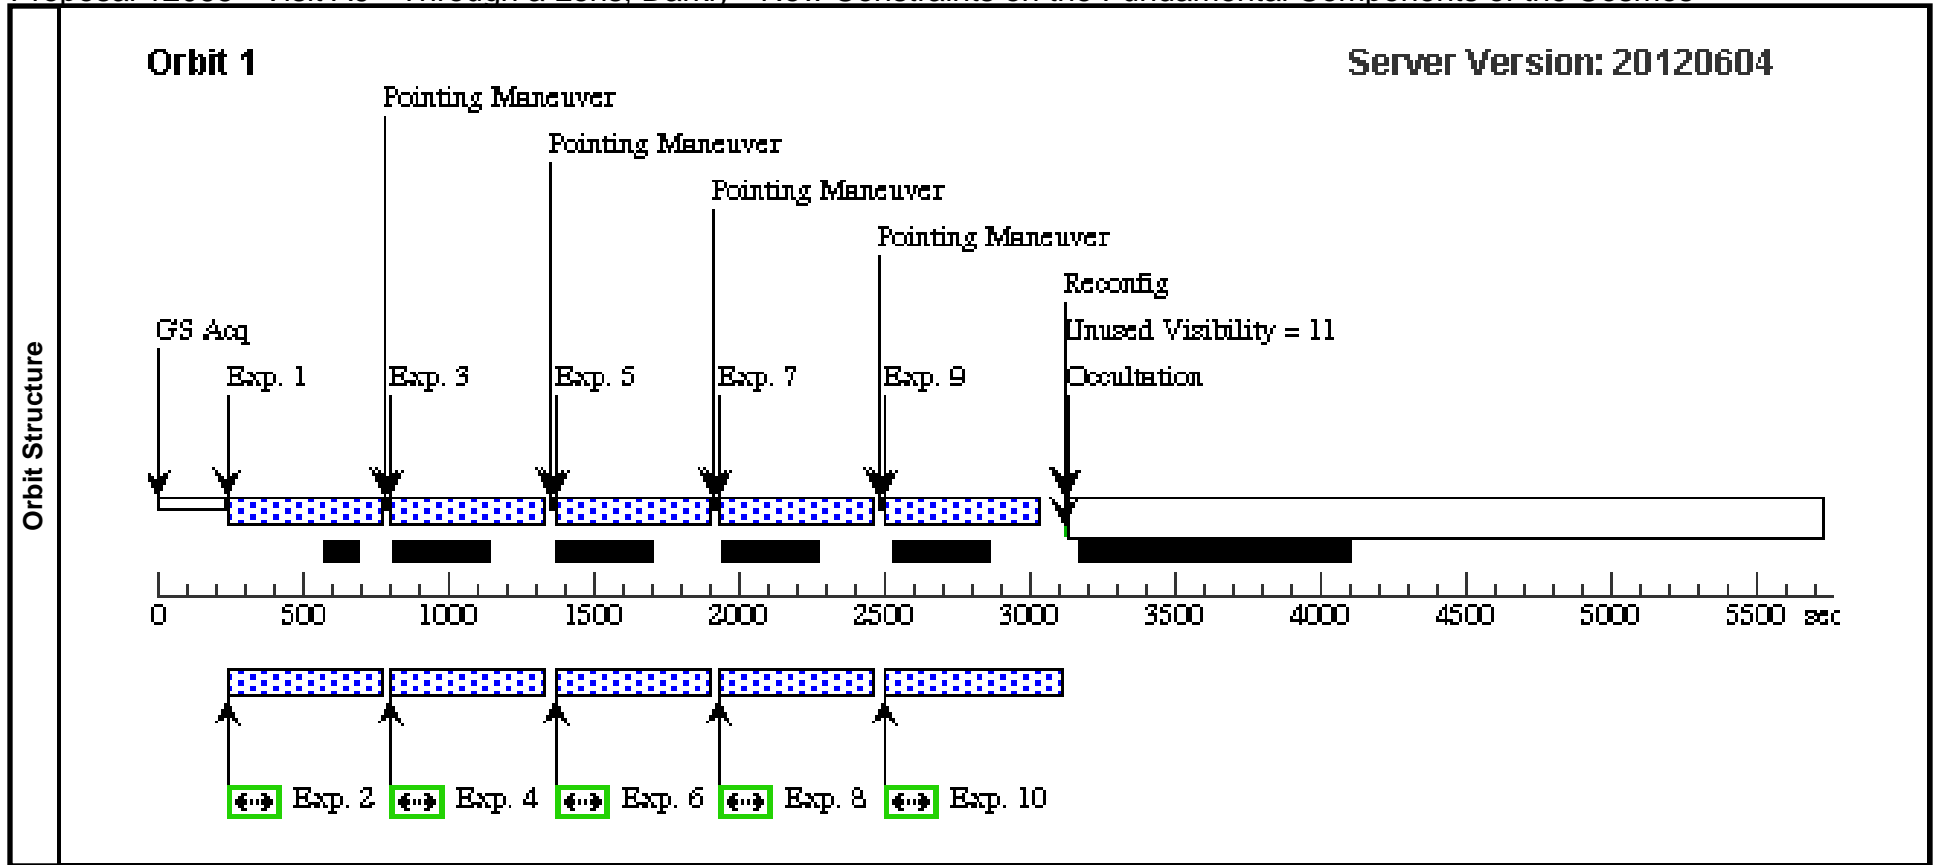 Orbit 1
Server Version: 20120604
Pointing Maneuver
Pointing Maneuver
Pointing Maneuver
Pointing Maneuver
Reconfig
GS Acq
Unused Visibility = 11
Exp. 1
Exp. 3
Exp. 5
Exp. 7
Exp. 9
Occultation
Orbit Structure
0 500 1000 1500 2000 2500 3000 3500 4000 4500 5000 5500 sec
Exp. 2
Exp. 4
Exp. 6
Exp. 8
Exp. 10